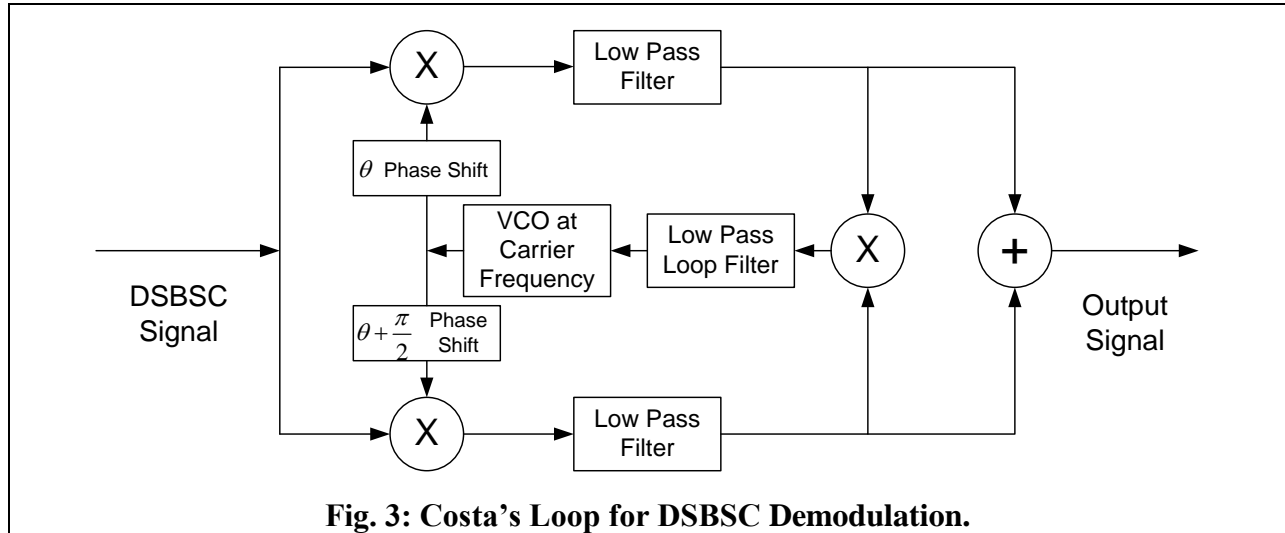 X
Low Pass
Filter
θ Phase Shift
VCO at
Carrier
Frequency
Low Pass
Loop Filter
X
+
DSBSC
Signal
θ + π/2 Phase
Shift
Output
Signal
X
Low Pass
Filter
Fig. 3: Costa's Loop for DSBSC Demodulation.